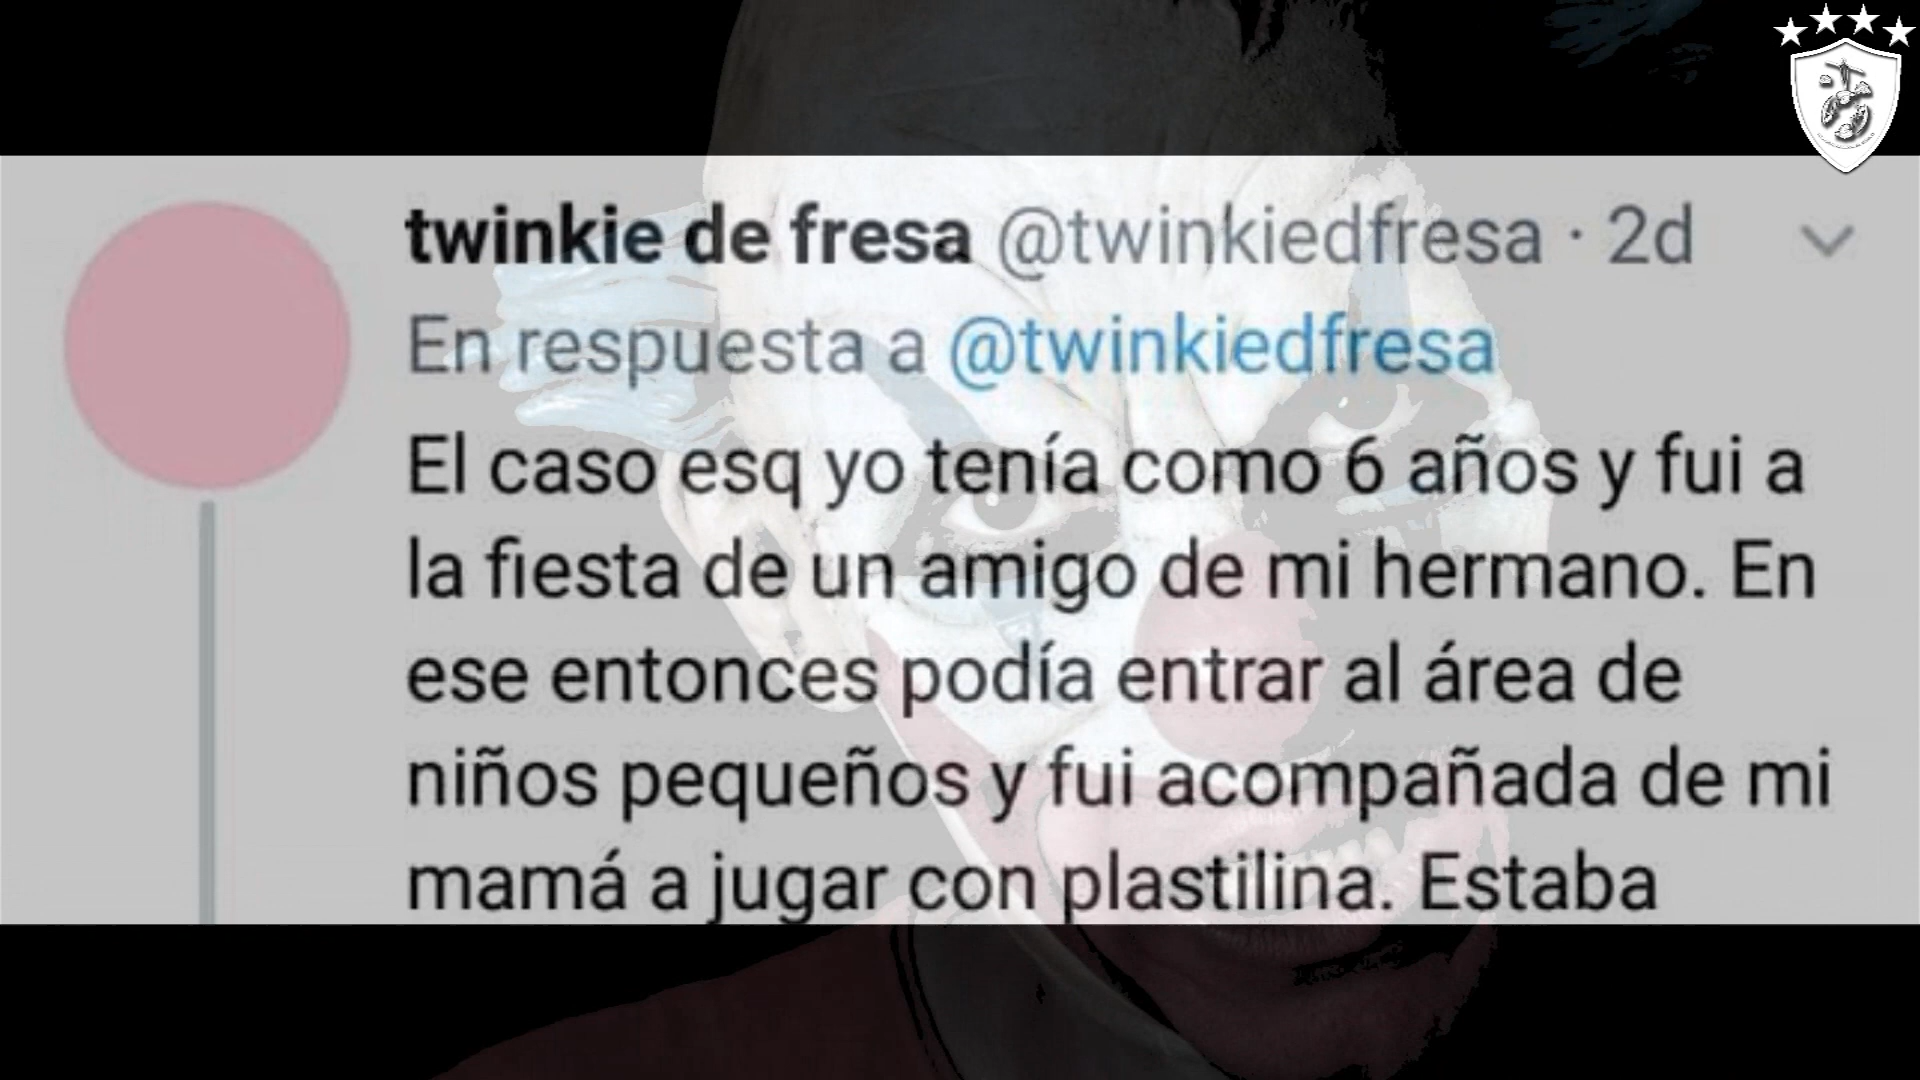 twinkie de fresa @twinkiedfresa · 2d
En respuesta a @twinkiedfresa
El caso esq yo tenía como 6 años y fui a
la fiesta de un amigo de mi hermano. En
ese entonces podía entrar al área de
niños pequeños y fui acompañada de mi
mamá a jugar con plastilina. Estaba